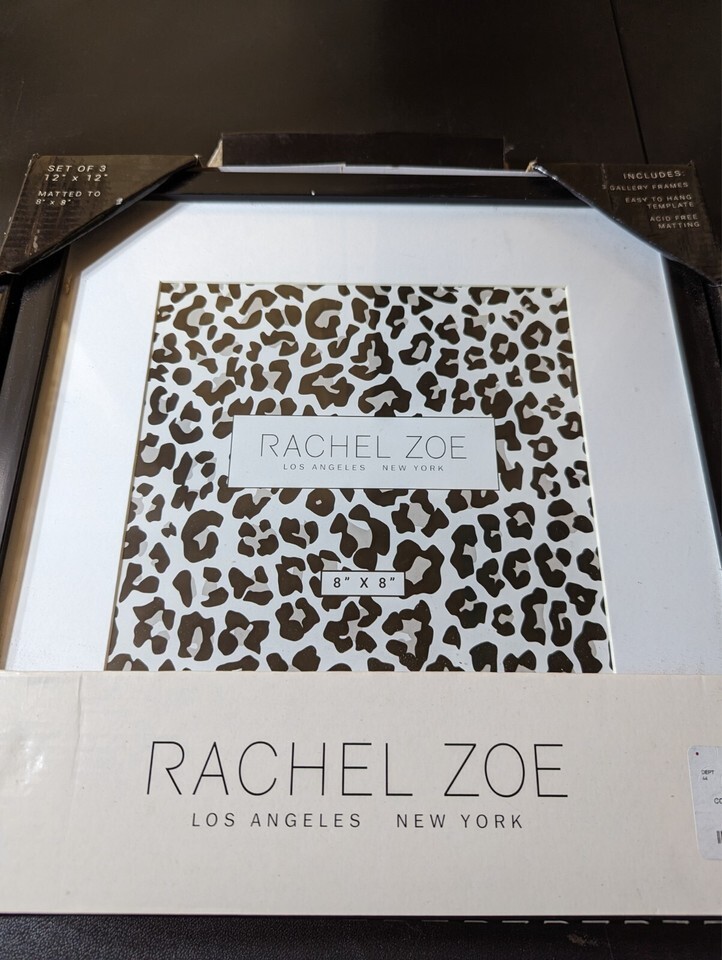 SET OF 3
12" x 12"
MATTED TO
8" x 8"
INCLUDES:
GALLERY FRAMES
EASY TO HANG
TEMPLATE
ACID FREE
MATTING
RACHEL ZOE
LOS ANGELES NEW YORK
8" X 8"
RACHEL ZOE
LOS ANGELES NEW YORK
DEPT